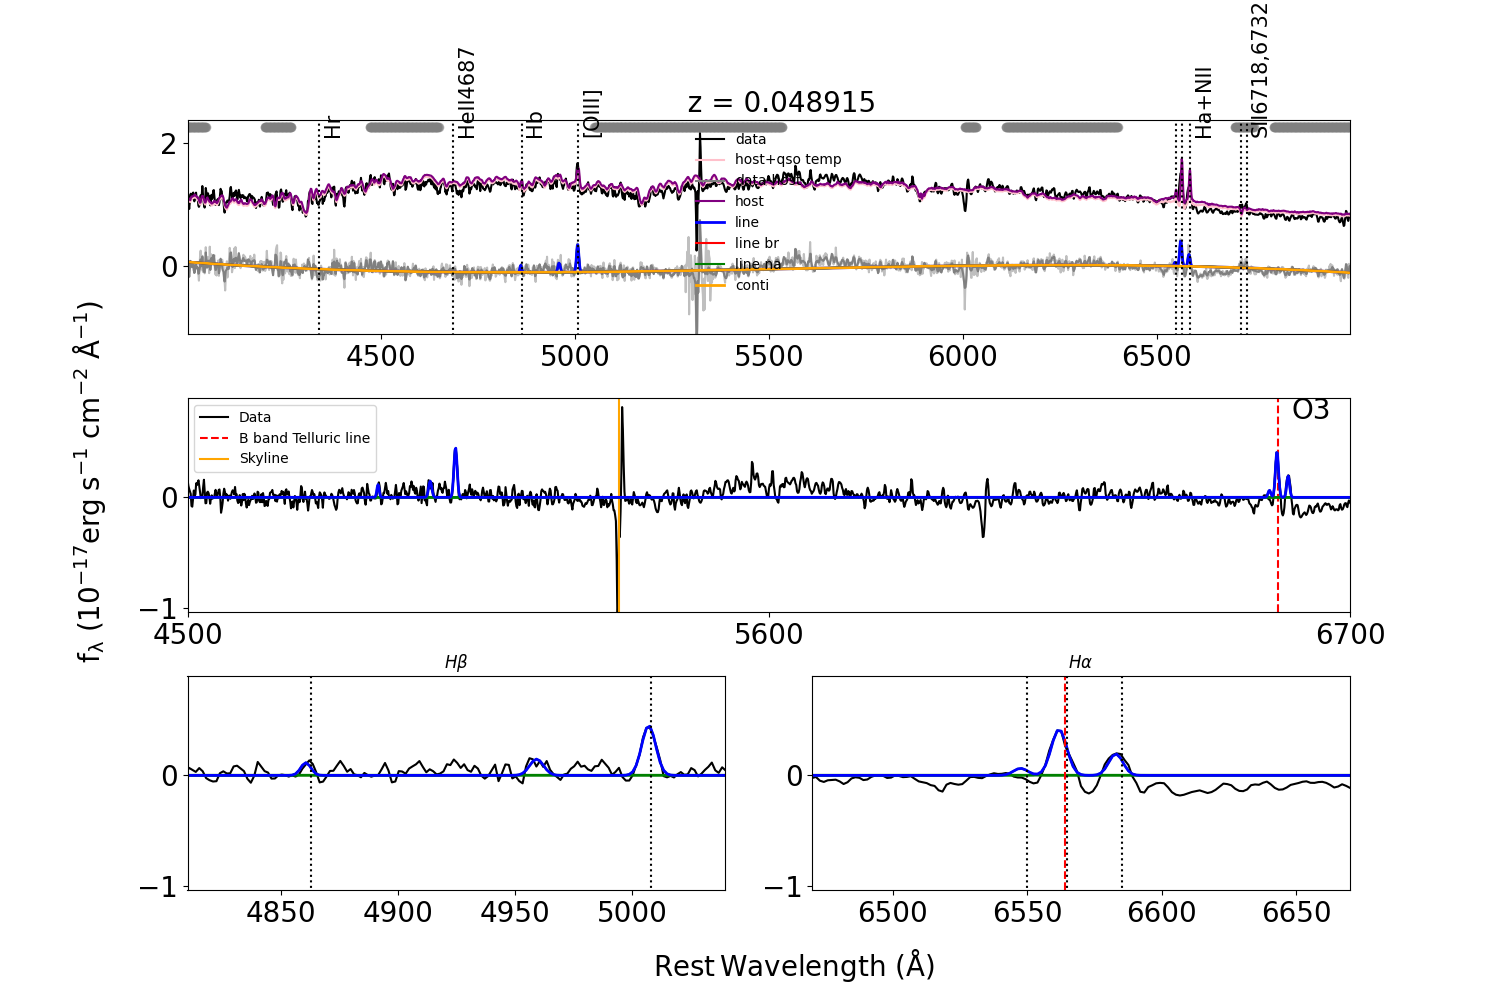 z = 0.048915
Hr
HeII4687
Hb
[OIII]
Ha+NII
SII6718,6732
data
host+qso temp
host
line
line br
line na
conti
2
0
4500 5000 5500 6000 6500
Data
B band Telluric line
Skyline
O3
0
−1
4500 5600 6700
fλ (10−17erg s−1 cm−2 Å−1)
Hβ
0
−1
4850 4900 4950 5000
Hα
0
−1
6500 6550 6600 6650
Rest Wavelength (Å)